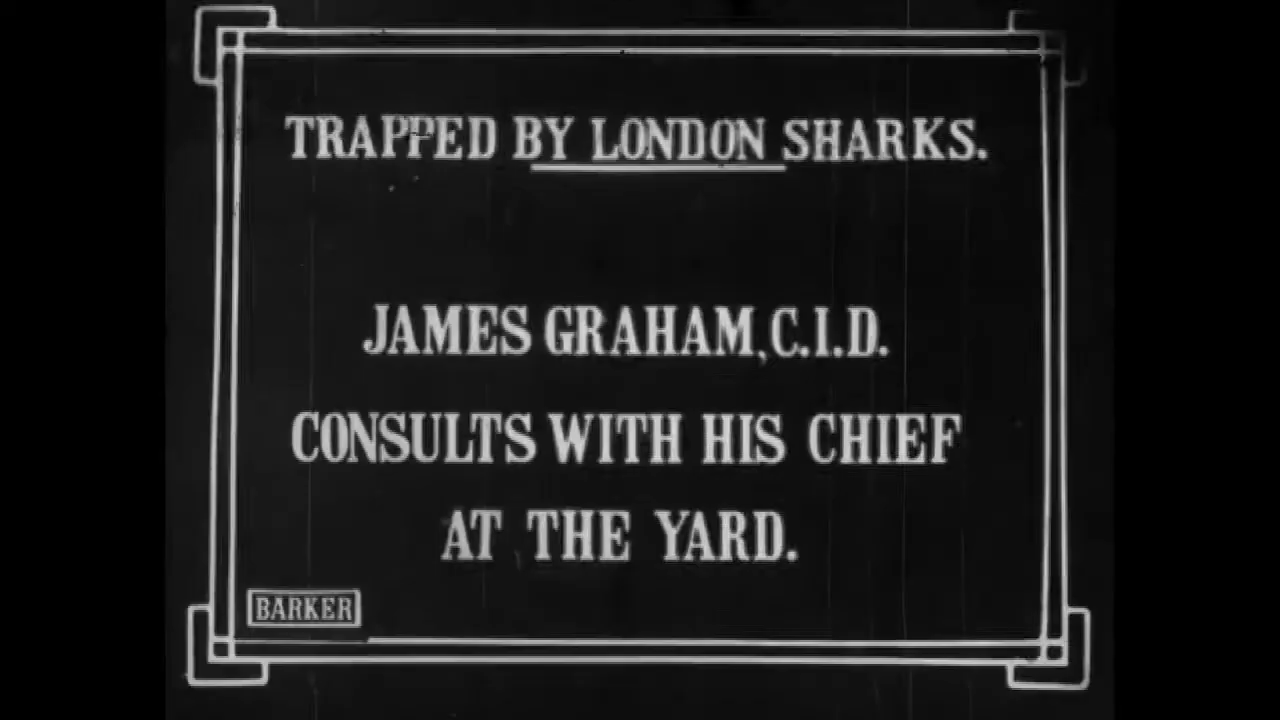 TRAPPED BY LONDON SHARKS.
JAMES GRAHAM, C.I.D.
CONSULTS WITH HIS CHIEF
AT THE YARD.
BARKER